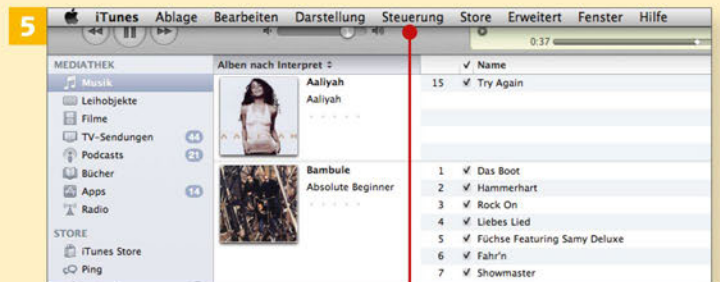 5
iTunes Ablage Bearbeiten Darstellung Steuerung Store Erweitert Fenster Hilfe
0:37
MEDIATHEK
Musik
Leihobjekte
Filme
TV-Sendungen 44
Podcasts 21
Bücher
Apps 14
Radio
STORE
iTunes Store
Ping
Alben nach Interpret
Aaliyah
Aaliyah
AALIYAH
Bambule
Absolute Beginner
✓ Name
15 ✓ Try Again
1 ✓ Das Boot
2 ✓ Hammerhart
3 ✓ Rock On
4 ✓ Liebes Lied
5 ✓ Füchse Featuring Samy Deluxe
6 ✓ Fahr'n
7 ✓ Showmaster